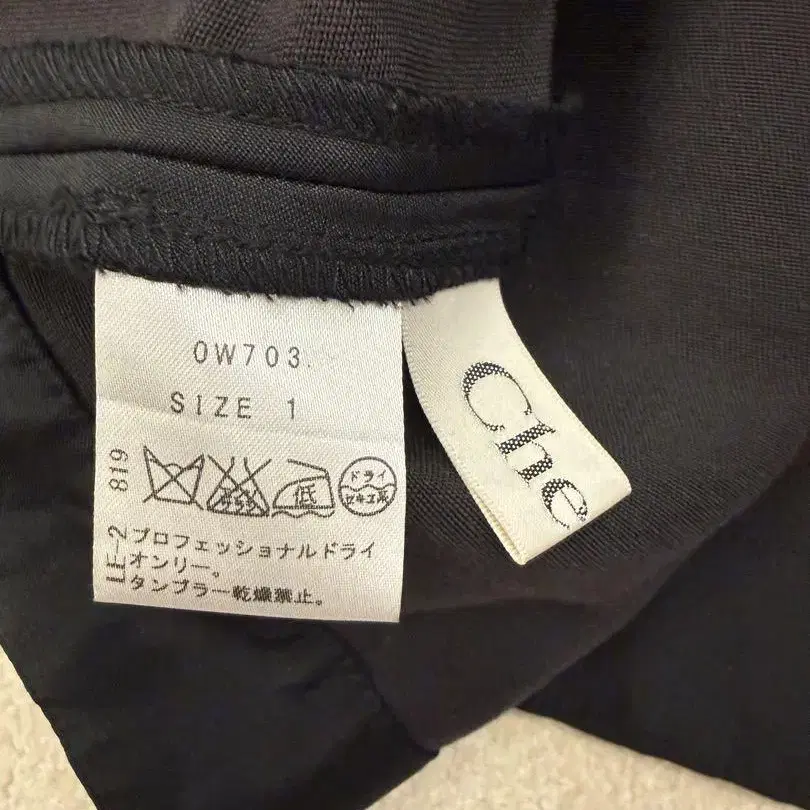 OW703.
SIZE 1
低
ドライ
セキユ系
LE-2 819
プロフェッショナルドライ
オンリー。
タンブラー乾燥禁止。
Che